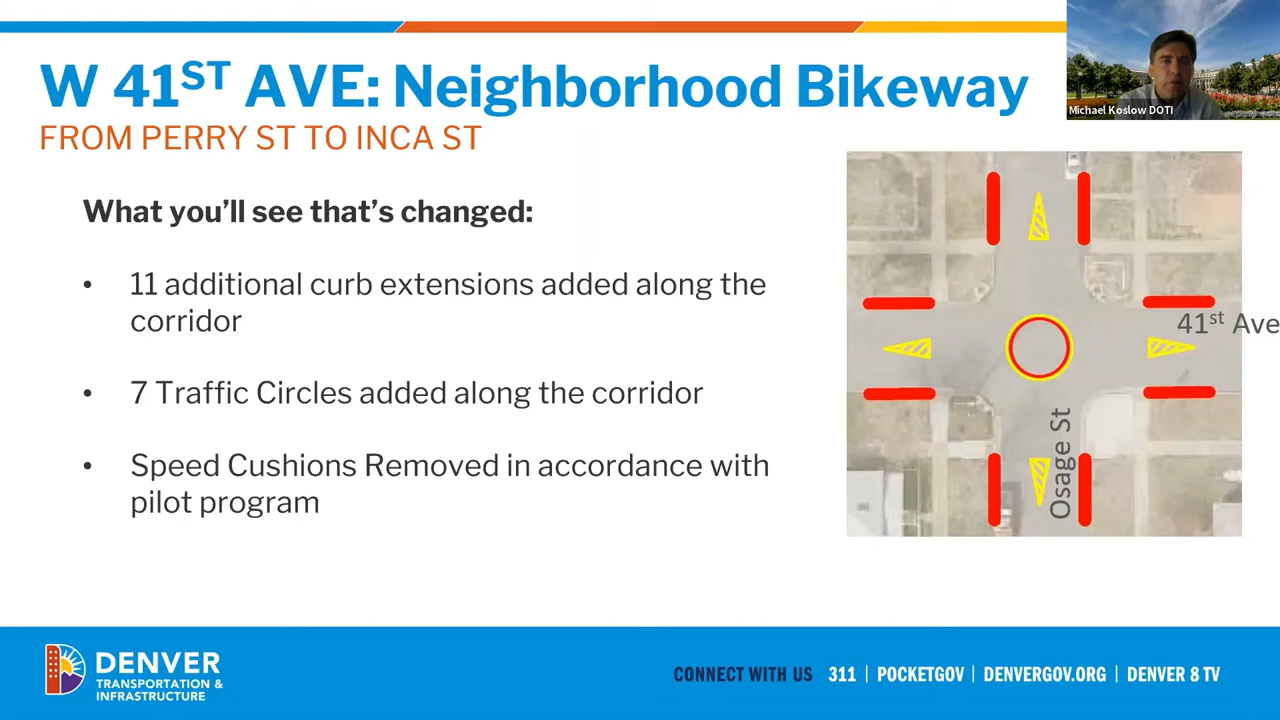 W 41ST AVE: Neighborhood Bikeway
FROM PERRY ST TO INCA ST
Michael Koslow DOTI
What you'll see that's changed:
• 11 additional curb extensions added along the
corridor
• 7 Traffic Circles added along the corridor
• Speed Cushions Removed in accordance with
pilot program
41st Ave
Osage St
DENVER
TRANSPORTATION &
INFRASTRUCTURE
CONNECT WITH US 311 | POCKETGOV | DENVERGOV.ORG | DENVER 8 TV